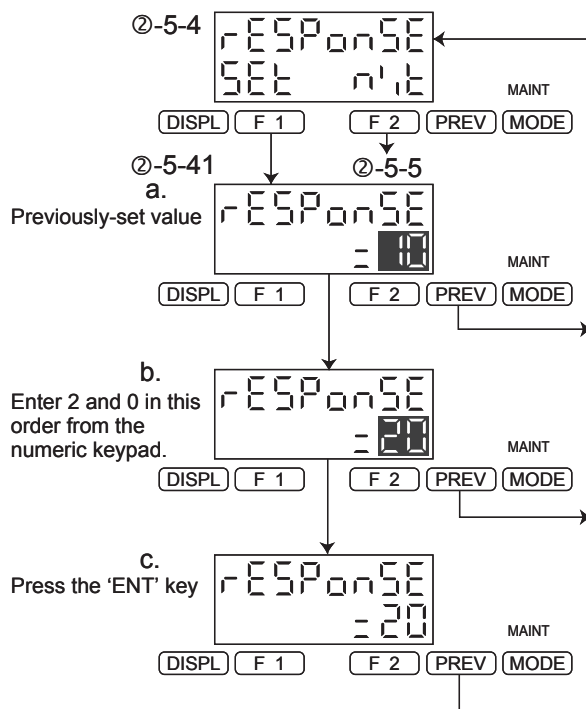 ②-5-4
rESPonSE
SEt n'it
MAINT
DISPL F 1 F 2 PREV MODE
②-5-41 ②-5-5
a.
Previously-set value
rESPonSE
= 10
MAINT
DISPL F 1 F 2 PREV MODE
b.
Enter 2 and 0 in this
order from the
numeric keypad.
rESPonSE
= 20
MAINT
DISPL F 1 F 2 PREV MODE
c.
Press the ‘ENT’ key
rESPonSE
= 20
MAINT
DISPL F 1 F 2 PREV MODE